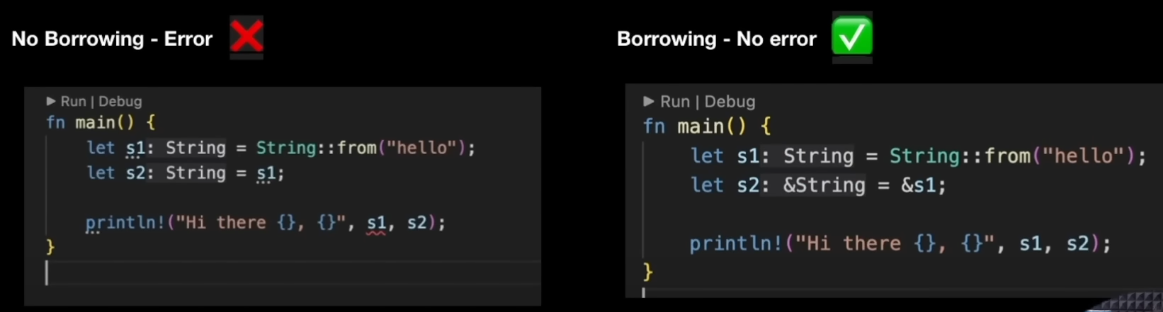 No Borrowing - Error
▶ Run | Debug
fn main() {
    let s1: String = String::from("hello");
    let s2: String = s1;

    println!("Hi there {}, {}", s1, s2);
}
Borrowing - No error
▶ Run | Debug
fn main() {
    let s1: String = String::from("hello");
    let s2: &String = &s1;

    println!("Hi there {}, {}", s1, s2);
}